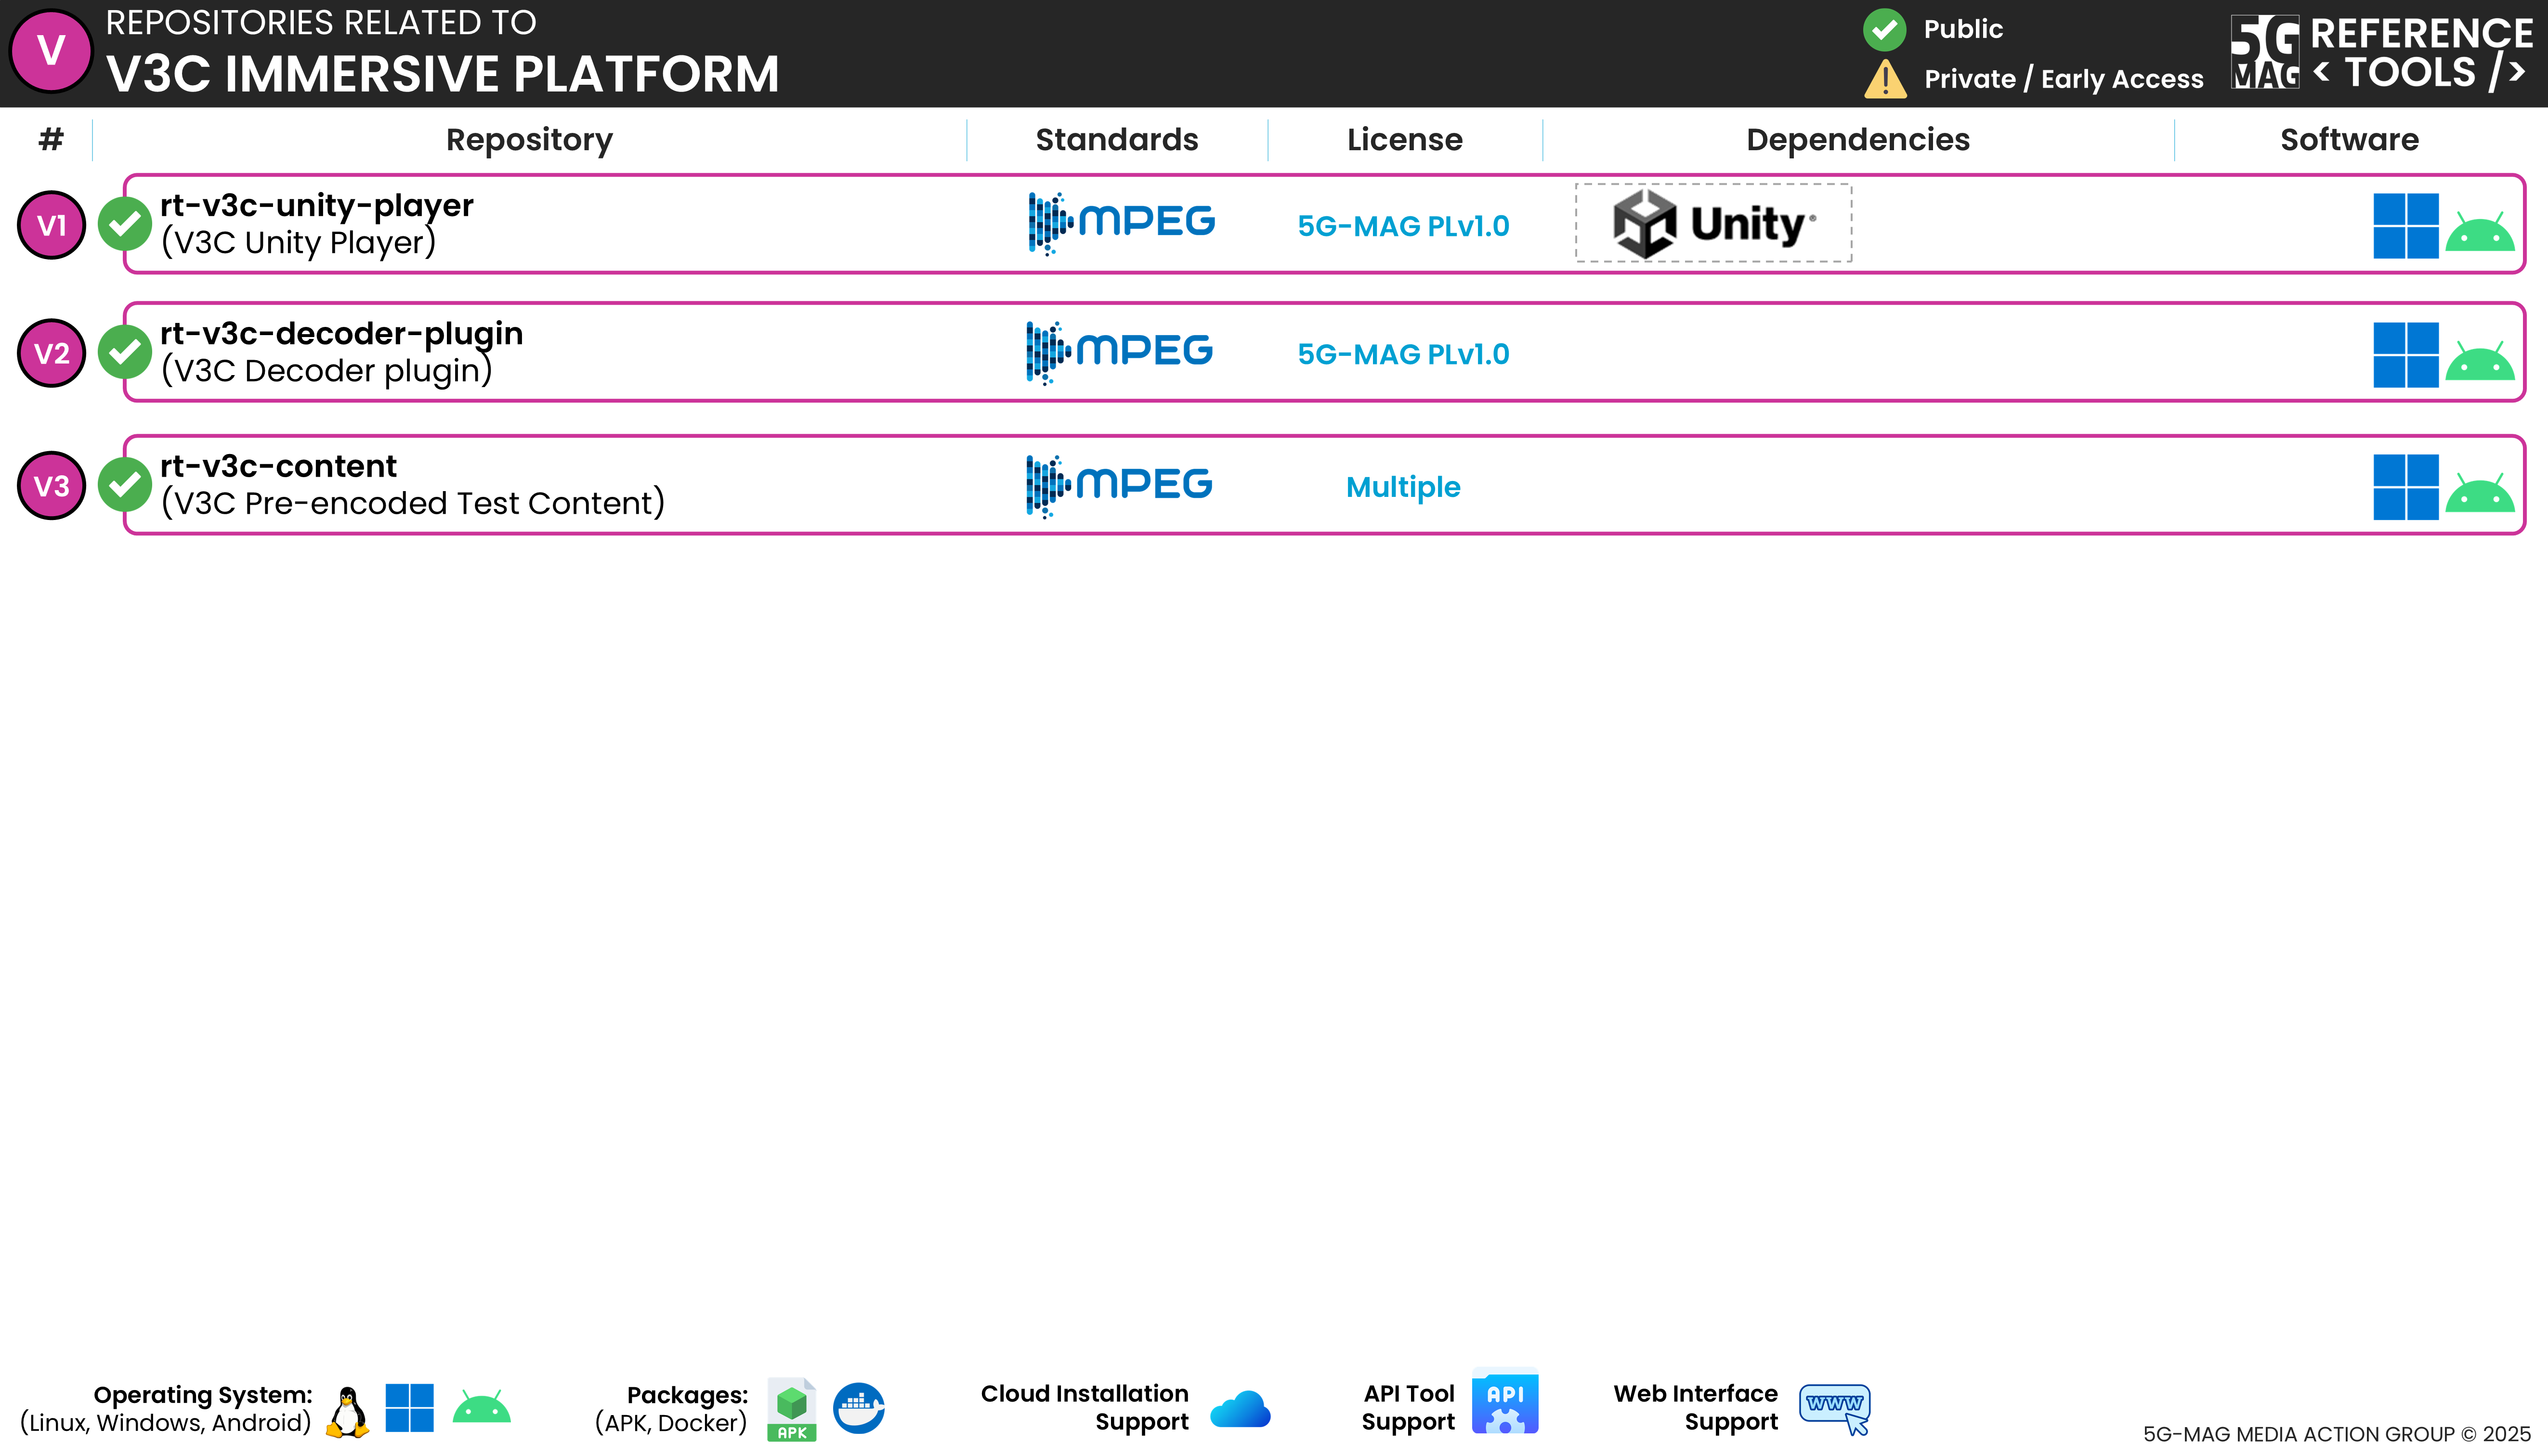 V
REPOSITORIES RELATED TO
V3C IMMERSIVE PLATFORM
Public
Private / Early Access
5G
MAG
REFERENCE
< TOOLS />
# Repository Standards License Dependencies Software
V1
rt-v3c-unity-player
(V3C Unity Player)
MPEG
5G-MAG PLv1.0
Unity®
V2
rt-v3c-decoder-plugin
(V3C Decoder plugin)
MPEG
5G-MAG PLv1.0
V3
rt-v3c-content
(V3C Pre-encoded Test Content)
MPEG
Multiple
Operating System:
(Linux, Windows, Android)
Packages:
(APK, Docker)
APK
Cloud Installation
Support
API Tool
Support
API
Web Interface
Support
WWW
5G-MAG MEDIA ACTION GROUP © 2025